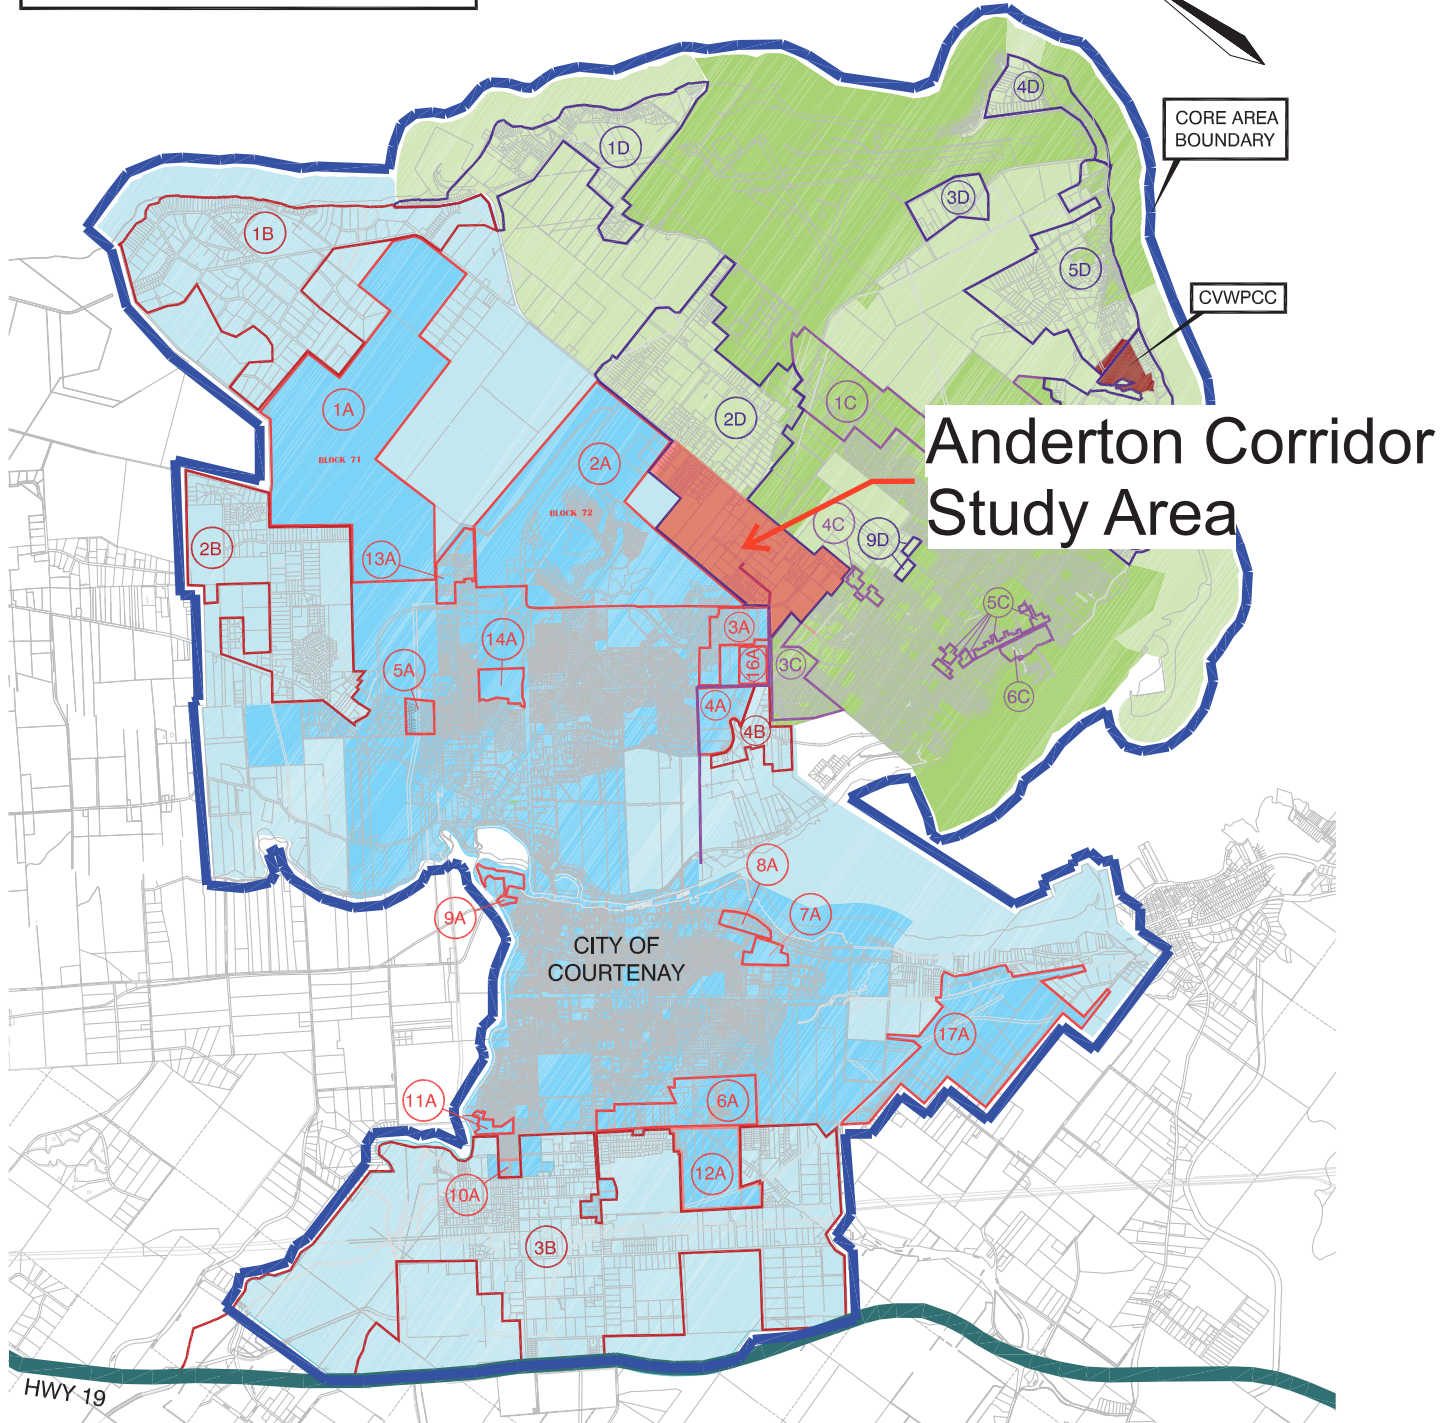 4D
CORE AREA
BOUNDARY
1D
3D
1B
5D
CVWPCC
1A
1C
2D
Anderton Corridor
Study Area
BLOCK 71
2A
BLOCK 72
4C
9D
2B
13A
5C
3A
14A
16A
3C
5A
6C
4A
4B
8A
7A
9A
CITY OF
COURTENAY
17A
11A
6A
12A
10A
3B
HWY 19